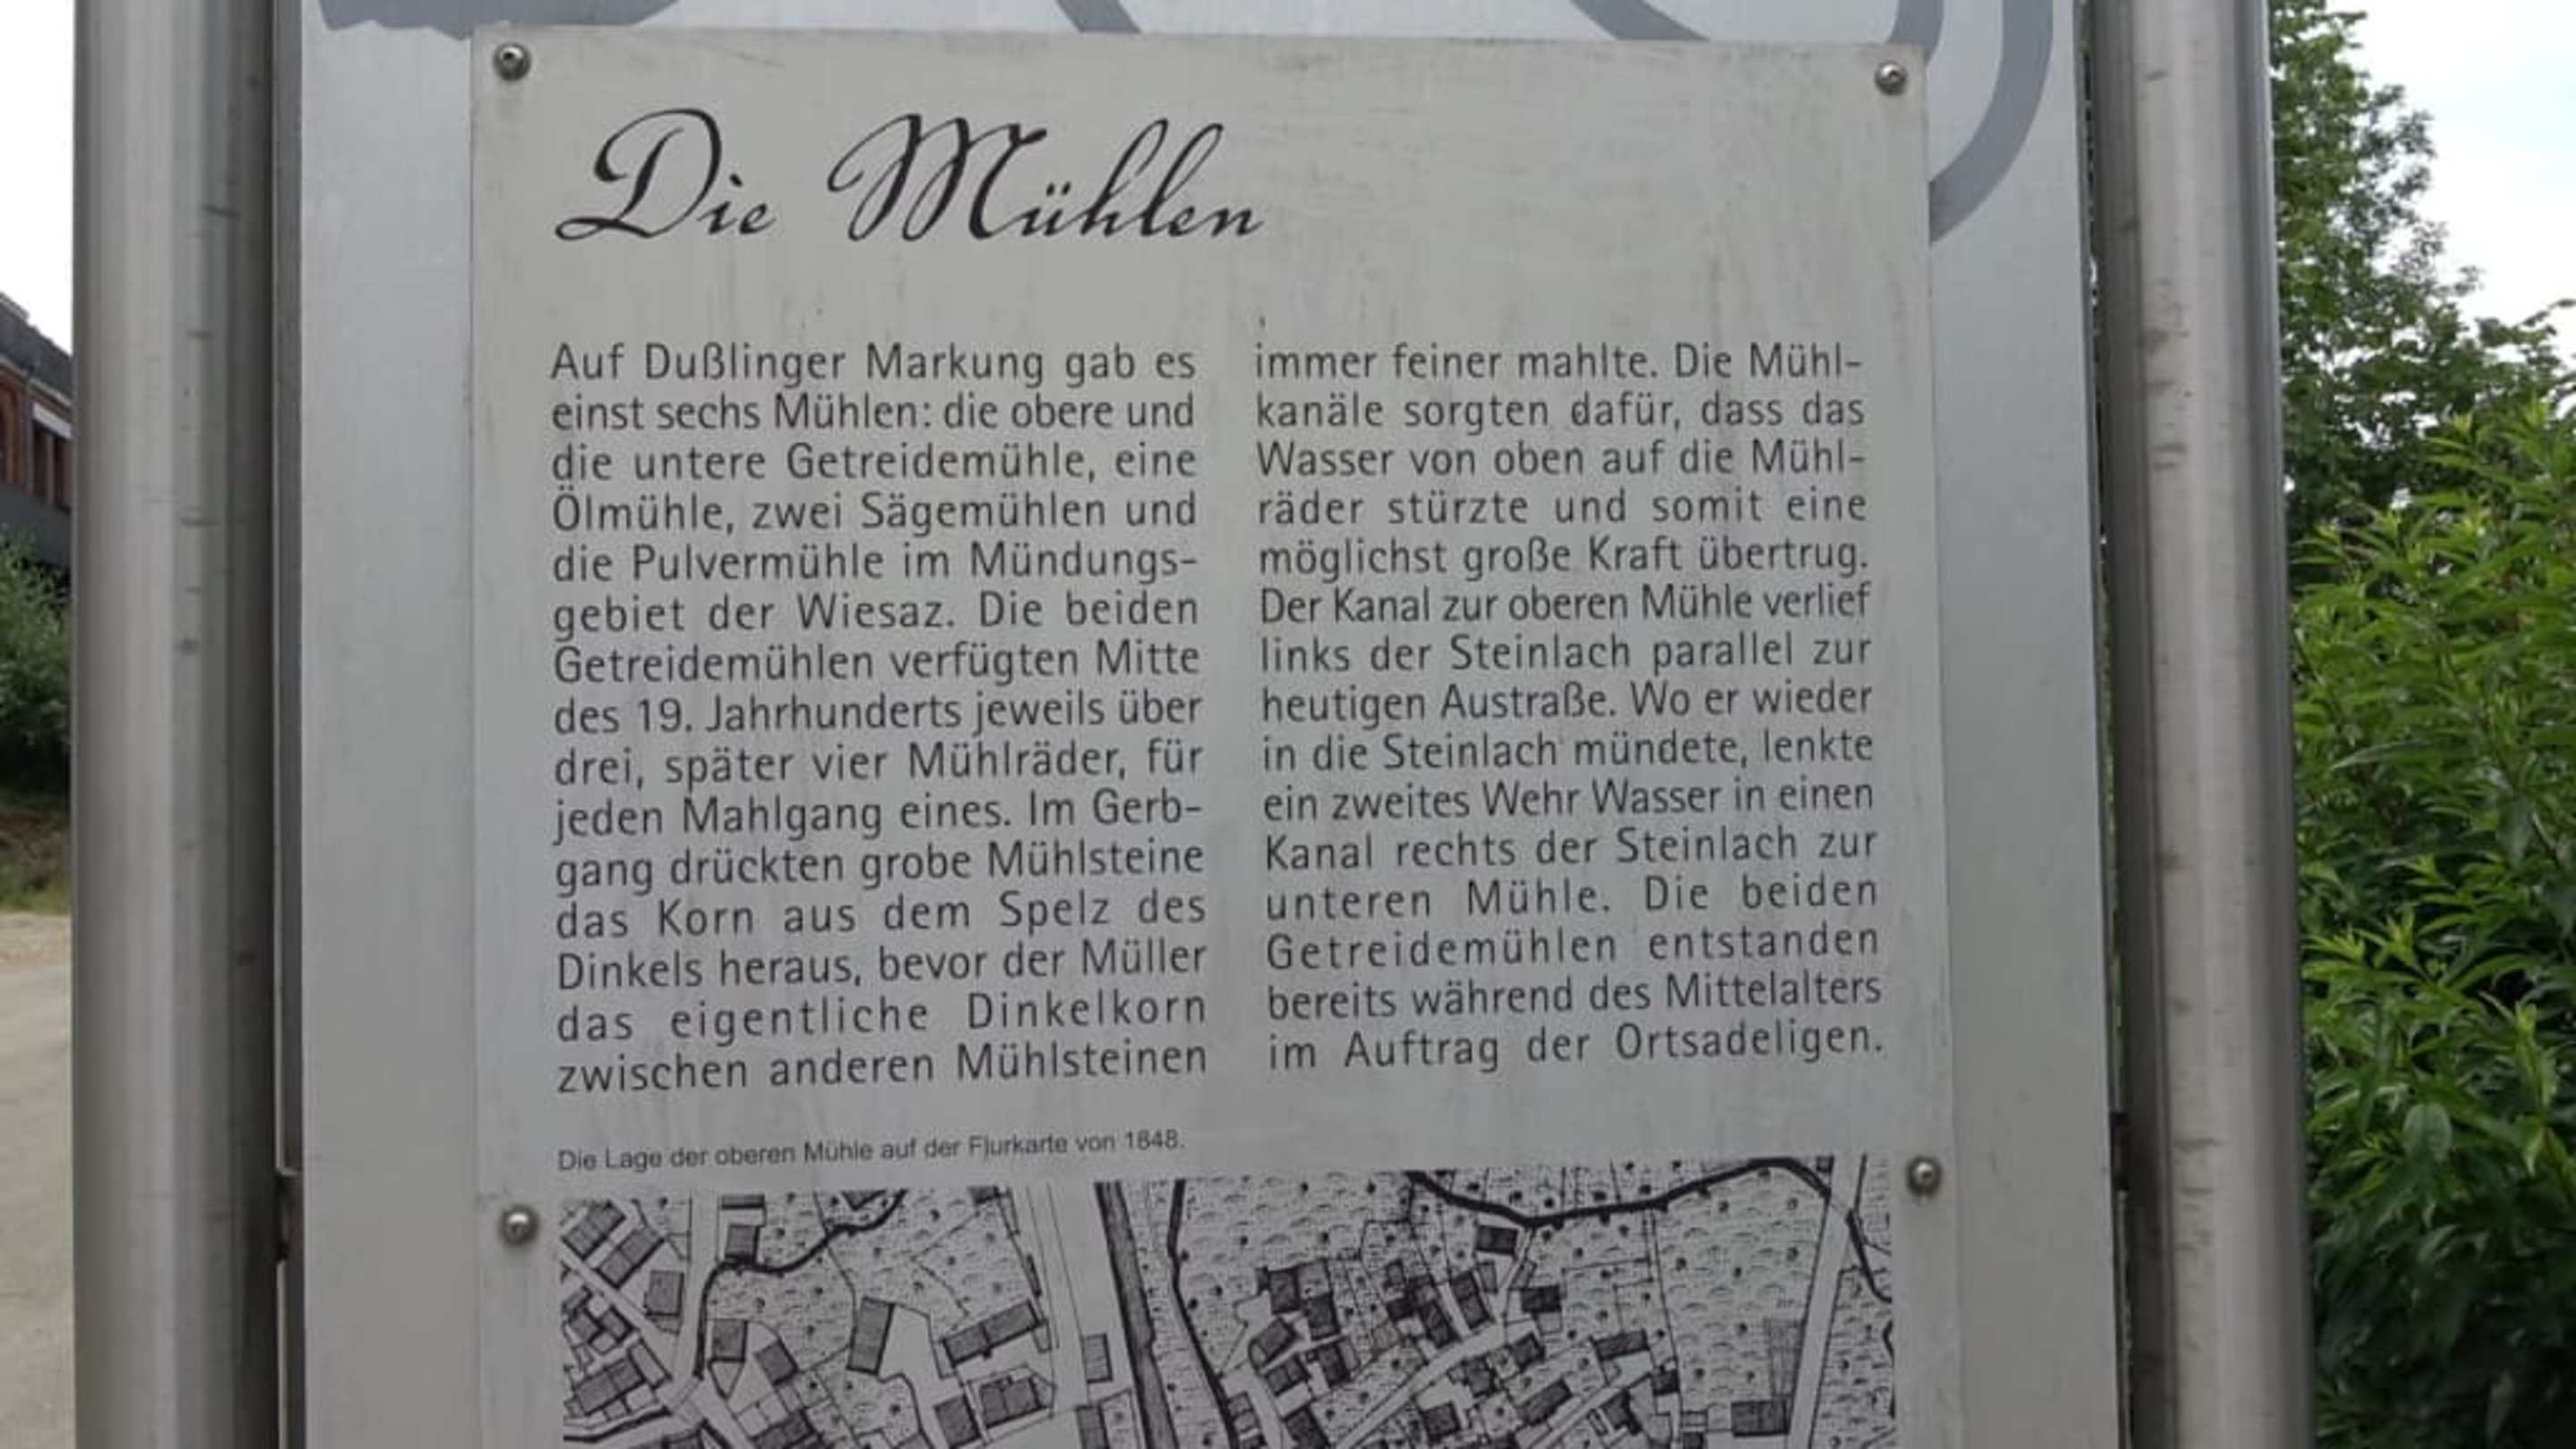 Die Mühlen
Auf Dußlinger Markung gab es
einst sechs Mühlen: die obere und
die untere Getreidemühle, eine
Ölmühle, zwei Sägemühlen und
die Pulvermühle im Mündungs-
gebiet der Wiesaz. Die beiden
Getreidemühlen verfügten Mitte
des 19. Jahrhunderts jeweils über
drei, später vier Mühlräder, für
jeden Mahlgang eines. Im Gerb-
gang drückten grobe Mühlsteine
das Korn aus dem Spelz des
Dinkels heraus, bevor der Müller
das eigentliche Dinkelkorn
zwischen anderen Mühlsteinen
immer feiner mahlte. Die Mühl-
kanäle sorgten dafür, dass das
Wasser von oben auf die Mühl-
räder stürzte und somit eine
möglichst große Kraft übertrug.
Der Kanal zur oberen Mühle verlief
links der Steinlach parallel zur
heutigen Austraße. Wo er wieder
in die Steinlach mündete, lenkte
ein zweites Wehr Wasser in einen
Kanal rechts der Steinlach zur
unteren Mühle. Die beiden
Getreidemühlen entstanden
bereits während des Mittelalters
im Auftrag der Ortsadeligen.
Die Lage der oberen Mühle auf der Flurkarte von 1848.